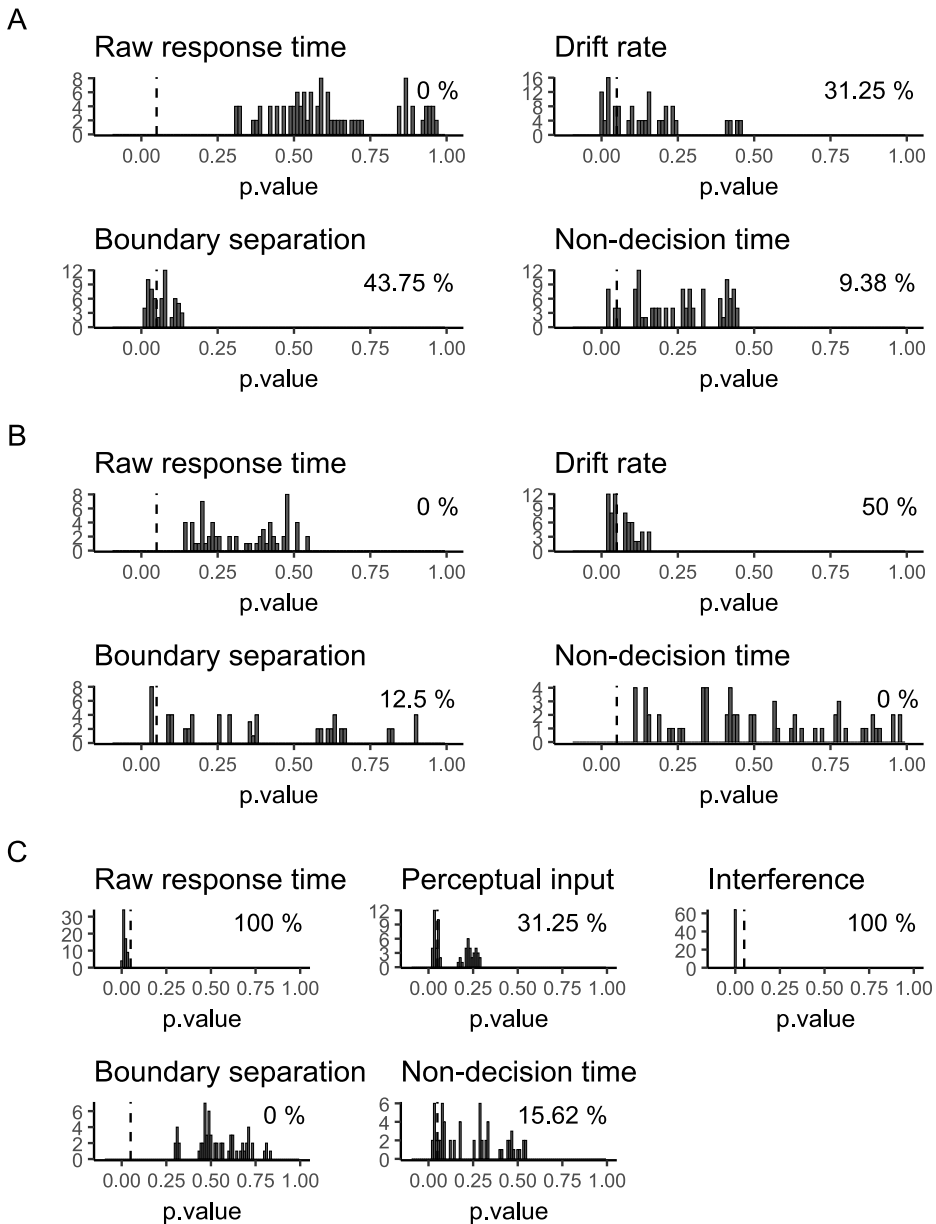 A
Raw response time
8
6
4
2
0
0 %
0.00 0.25 0.50 0.75 1.00
p.value
Drift rate
16
12
8
4
0
31.25 %
0.00 0.25 0.50 0.75 1.00
p.value
Boundary separation
12
9
6
3
0
43.75 %
0.00 0.25 0.50 0.75 1.00
p.value
Non-decision time
12
9
6
3
0
9.38 %
0.00 0.25 0.50 0.75 1.00
p.value
B
Raw response time
8
6
4
2
0
0 %
0.00 0.25 0.50 0.75 1.00
p.value
Drift rate
12
9
6
3
0
50 %
0.00 0.25 0.50 0.75 1.00
p.value
Boundary separation
8
6
4
2
0
12.5 %
0.00 0.25 0.50 0.75 1.00
p.value
Non-decision time
4
3
2
1
0
0 %
0.00 0.25 0.50 0.75 1.00
p.value
C
Raw response time
30
20
10
0
100 %
0.00 0.25 0.50 0.75 1.00
p.value
Perceptual input
12
9
6
3
0
31.25 %
0.00 0.25 0.50 0.75 1.00
p.value
Interference
60
40
20
0
100 %
0.00 0.25 0.50 0.75 1.00
p.value
Boundary separation
6
4
2
0
0 %
0.00 0.25 0.50 0.75 1.00
p.value
Non-decision time
6
4
2
0
15.62 %
0.00 0.25 0.50 0.75 1.00
p.value